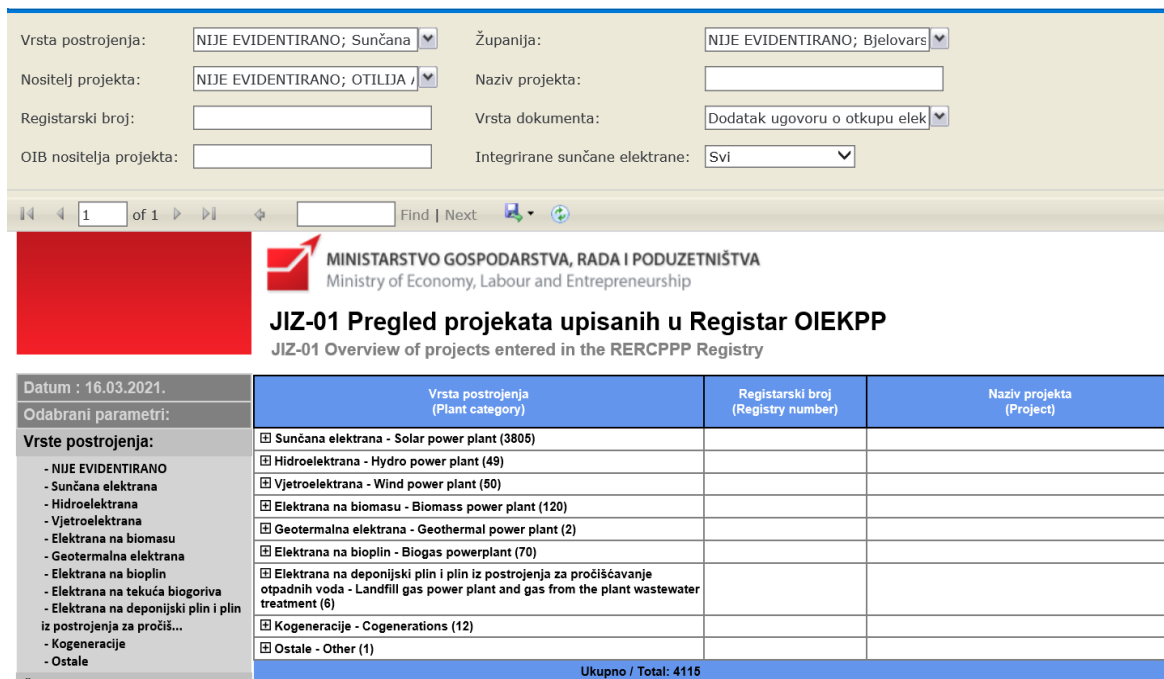 Vrsta postrojenja: NIJE EVIDENTIRANO; Sunčana Županija: NIJE EVIDENTIRANO; Bjelovars
Nositelj projekta: NIJE EVIDENTIRANO; OTILIJA Naziv projekta:
Registarski broj: Vrsta dokumenta: Dodatak ugovoru o otkupu elek
OIB nositelja projekta: Integrirane sunčane elektrane: Svi
1 of 1 Find | Next
MINISTARSTVO GOSPODARSTVA, RADA I PODUZETNIŠTVA
Ministry of Economy, Labour and Entrepreneurship
JIZ-01 Pregled projekata upisanih u Registar OIEKPP
JIZ-01 Overview of projects entered in the RERCPPP Registry
Datum : 16.03.2021.
Odabrani parametri:
Vrste postrojenja:
- NIJE EVIDENTIRANO
- Sunčana elektrana
- Hidroelektrana
- Vjetroelektrana
- Elektrana na biomasu
- Geotermalna elektrana
- Elektrana na bioplin
- Elektrana na tekuća biogoriva
- Elektrana na deponijski plin i plin
iz postrojenja za pročiš...
- Kogeneracije
- Ostale
Vrsta postrojenja Registarski broj Naziv projekta
(Plant category) (Registry number) (Project)
Sunčana elektrana - Solar power plant (3805)
Hidroelektrana - Hydro power plant (49)
Vjetroelektrana - Wind power plant (50)
Elektrana na biomasu - Biomass power plant (120)
Geotermalna elektrana - Geothermal power plant (2)
Elektrana na bioplin - Biogas powerplant (70)
Elektrana na deponijski plin i plin iz postrojenja za pročišćavanje
otpadnih voda - Landfill gas power plant and gas from the plant wastewater
treatment (6)
Kogeneracije - Cogenerations (12)
Ostale - Other (1)
Ukupno / Total: 4115